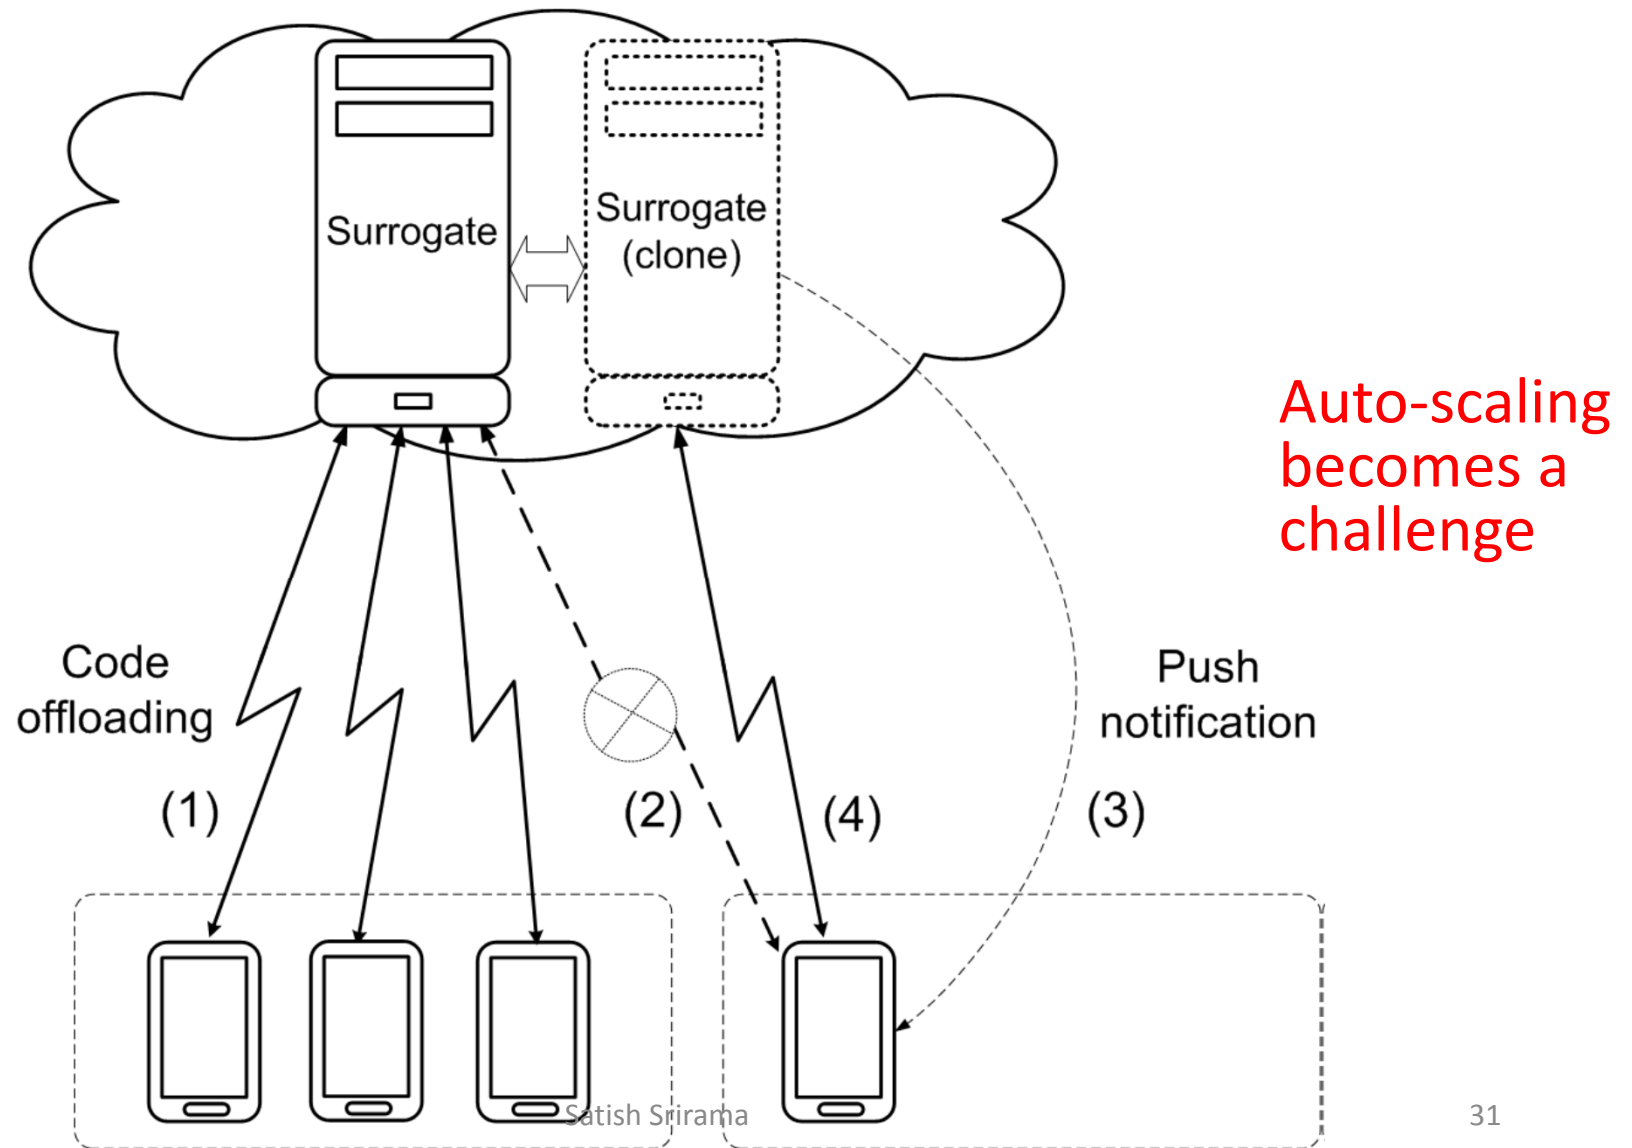 Surrogate
Surrogate
(clone)
Auto-scaling
becomes a
challenge
Code
offloading
Push
notification
(1)
(2)
(4)
(3)
Satish Srirama
31